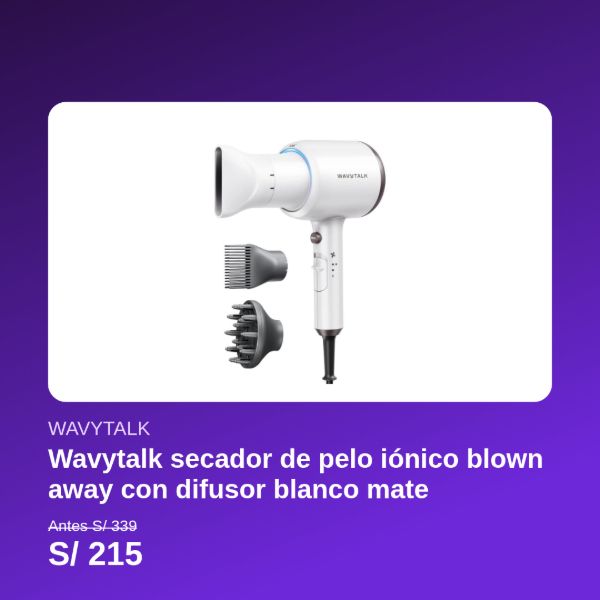 WAVYTALK
WAVYTALK
Wavytalk secador de pelo iónico blown
away con difusor blanco mate
Antes S/ 339
S/ 215